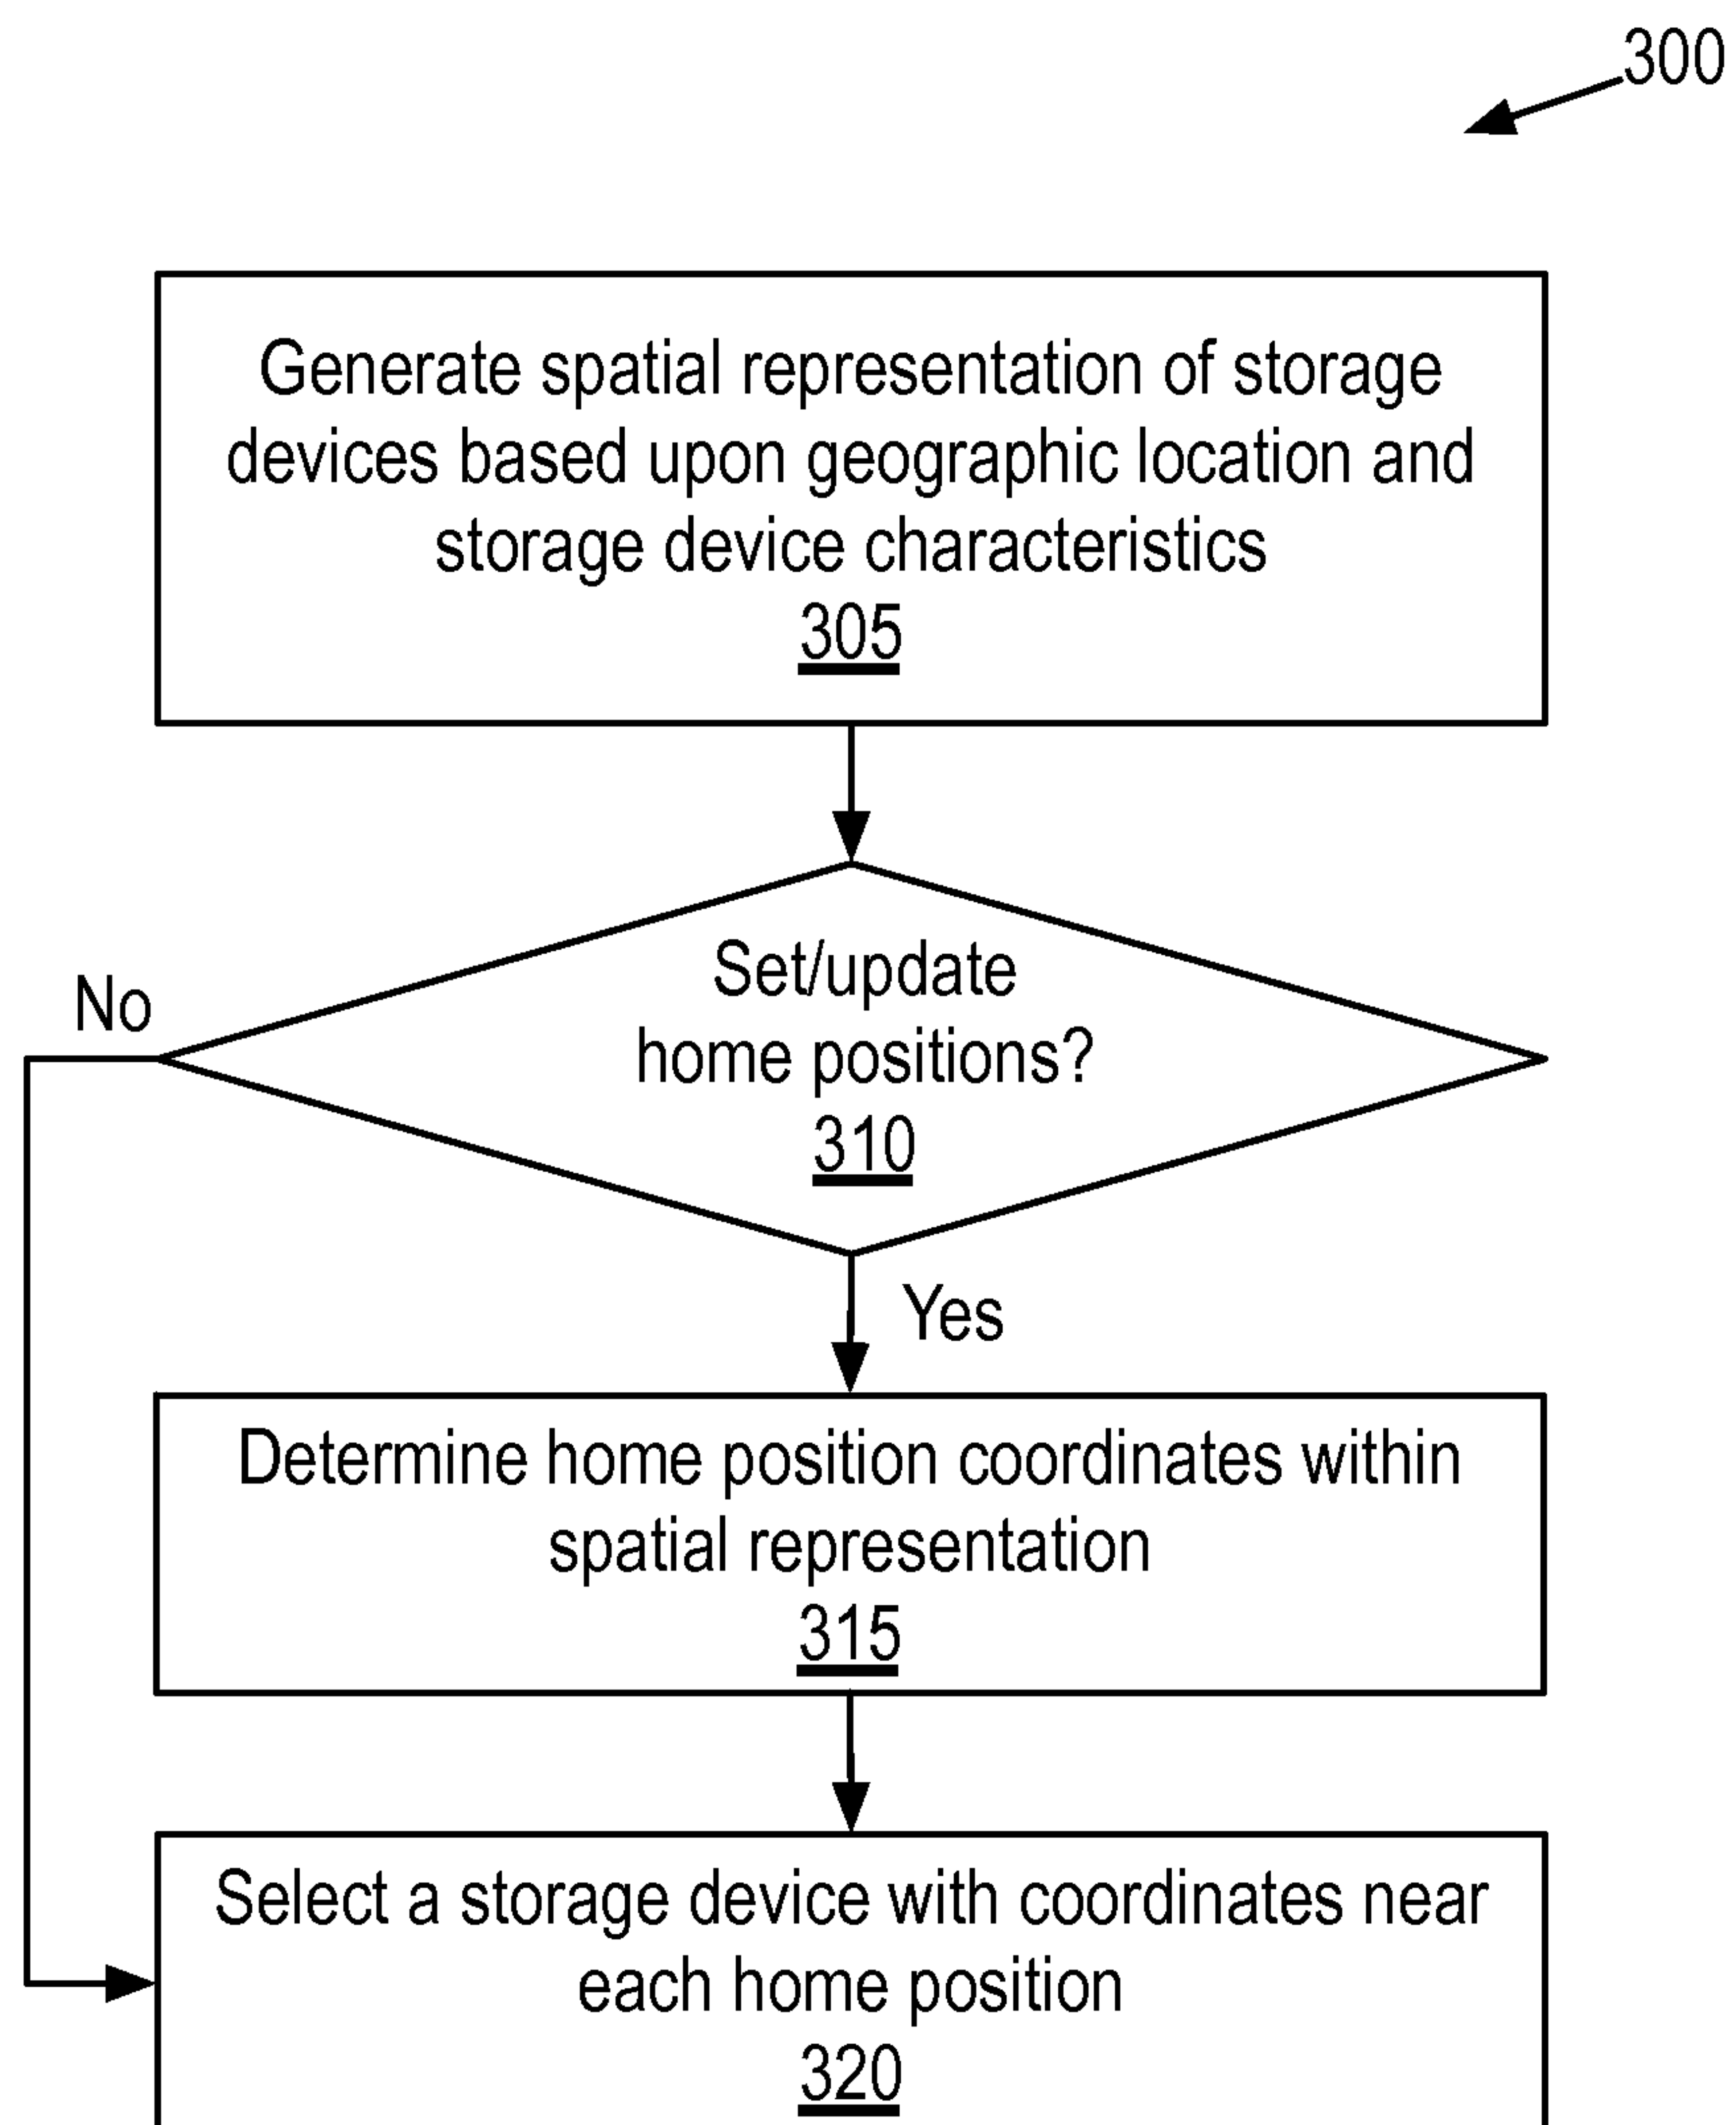 300
Generate spatial representation of storage
devices based upon geographic location and
storage device characteristics
305
Set/update
home positions?
310
No
Yes
Determine home position coordinates within
spatial representation
315
Select a storage device with coordinates near
each home position
320